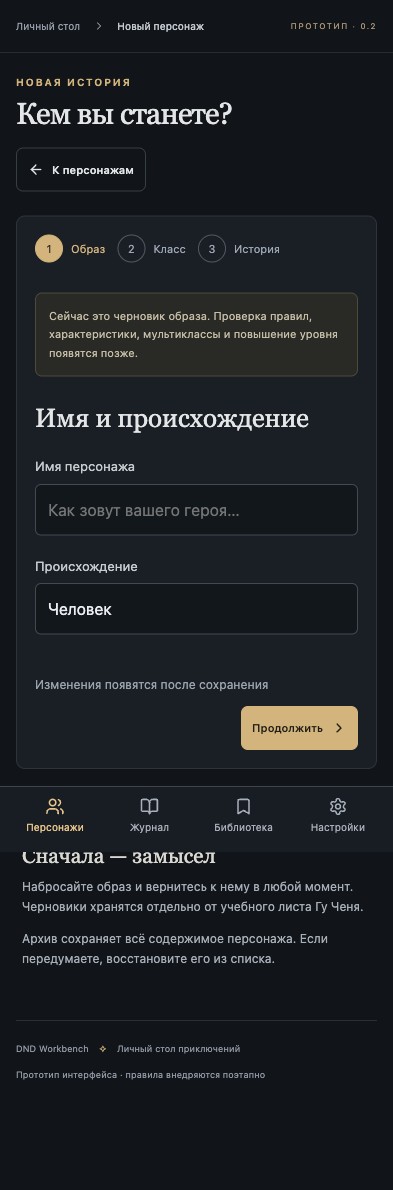 Личный стол
Новый персонаж
ПРОТОТИП · 0.2
НОВАЯ ИСТОРИЯ
Кем вы станете?
К персонажам
1 Образ 2 Класс 3 История
Сейчас это черновик образа. Проверка правил,
характеристики, мультиклассы и повышение уровня
появятся позже.
Имя и происхождение
Имя персонажа
Как зовут вашего героя...
Происхождение
Человек
Изменения появятся после сохранения
Продолжить
Персонажи
Журнал
Библиотека
Настройки
Сначала — замысел
Набросайте образ и вернитесь к нему в любой момент.
Черновики хранятся отдельно от учебного листа Гу Ченя.
Архив сохраняет всё содержимое персонажа. Если
передумаете, восстановите его из списка.
DND Workbench ✧ Личный стол приключений
Прототип интерфейса · правила внедряются поэтапно